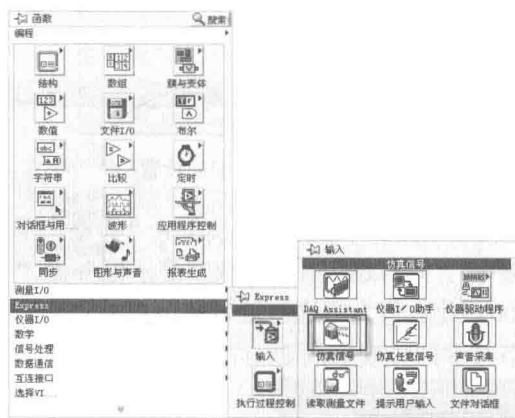 函数
搜索
编程
结构
数组
簇与变体
数值
文件I/O
布尔
字符串
比较
定时
对话框与用...
波形
应用程序控制
同步
图形与声音
报表生成
测量I/O
Express
仪器I/O
数学
信号处理
数据通信
互连接口
选择VI...
Express
输入
执行过程控制
输入
仿真信号
DAQ Assistant
仪器I/O助手
仪器驱动程序
仿真信号
仿真任意信号
声音采集
读取测量文件
提示用户输入
文件对话框